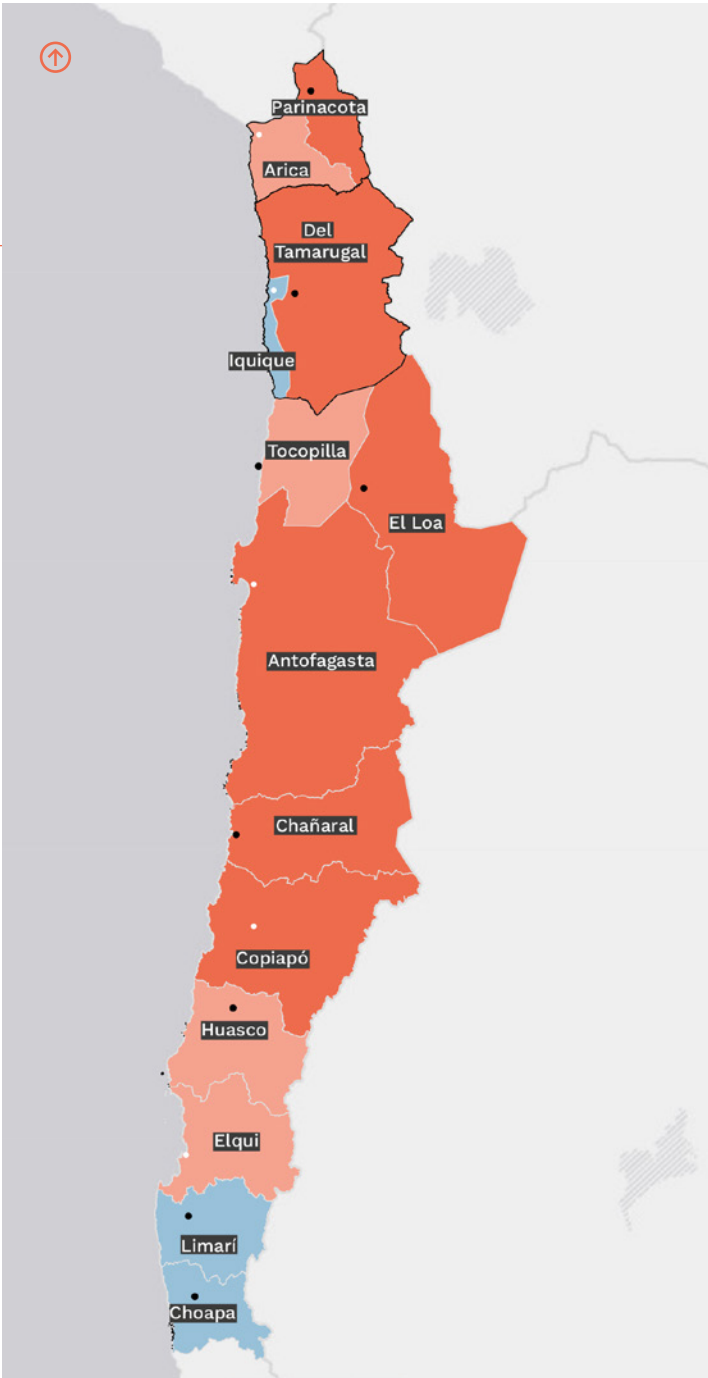 Parinacota
Arica
Del
Tamarugal
Iquique
Tocopilla
El Loa
Antofagasta
Chañaral
Copiapó
Huasco
Elqui
Limarí
Choapa